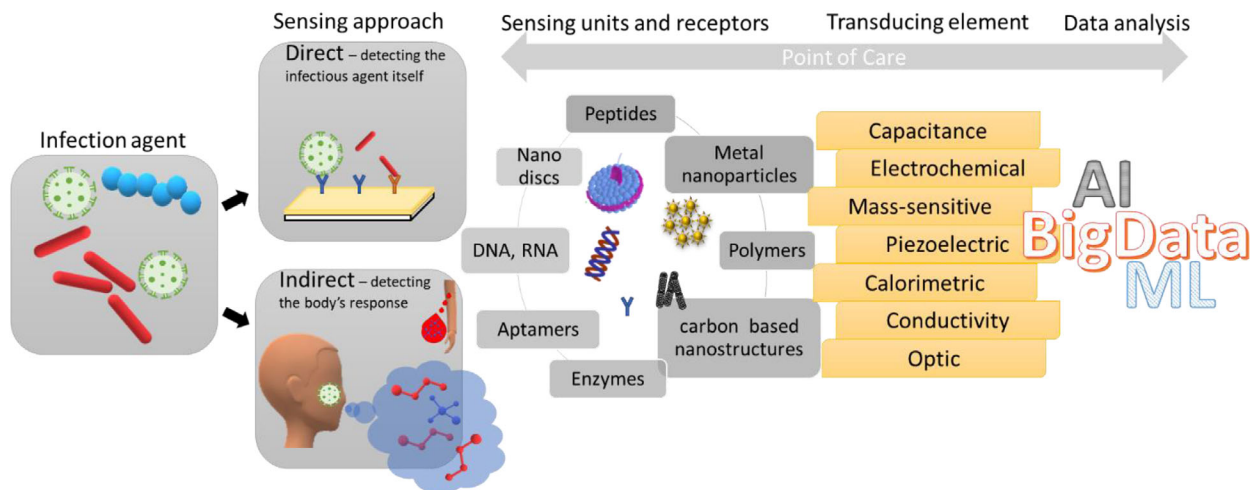 Sensing approach
Sensing units and receptors
Transducing element
Data analysis
Point of Care
Infection agent
Direct – detecting the
infectious agent itself
Indirect – detecting
the body's response
Peptides
Nano
discs
Metal
nanoparticles
DNA, RNA
Polymers
Aptamers
carbon based
nanostructures
Enzymes
Capacitance
Electrochemical
Mass-sensitive
Piezoelectric
Calorimetric
Conductivity
Optic
AI
BigData
ML